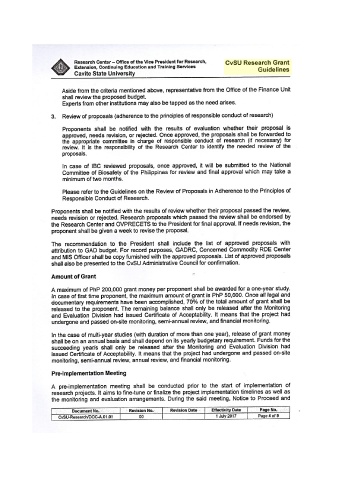 Research Center – Office of the Vice President for Research,
Extension, Continuing Education and Training Services
Cavite State University
CvSU Research Grant
Guidelines
Aside from the criteria mentioned above, representative from the Office of the Finance Unit
shall review the proposed budget.
Experts from other institutions may also be tapped as the need arises.
3. Review of proposals (adherence to the principles of responsible conduct of research)
Proponents shall be notified with the results of evaluation whether their proposal is
approved, needs revision, or rejected. Once approved, the proposals shall be forwarded to
the appropriate committee in charge of responsible conduct of research (if necessary) for
review. It is the responsibility of the Research Center to identify the needed review of the
proposals.
In case of IBC reviewed proposals, once approved, it will be submitted to the National
Committee of Biosafety of the Philippines for review and final approval which may take a
minimum of two months.
Please refer to the Guidelines on the Review of Proposals in Adherence to the Principles of
Responsible Conduct of Research.
Proponents shall be notified with the results of review whether their proposal passed the review,
needs revision or rejected. Research proposals which passed the review shall be endorsed by
the Research Center and OVPRECETS to the President for final approval. If needs revision, the
proponent shall be given a week to revise the proposal.
The recommendation to the President shall include the list of approved proposals with
attribution to GAD budget. For record purposes, GADRC, Concerned Commodity RDE Center
and MIS Officer shall be copy furnished with the approved proposals. List of approved proposals
shall also be presented to the CvSU Administrative Council for confirmation.
Amount of Grant
A maximum of PhP 200,000 grant money per proponent shall be awarded for a one-year study.
In case of first time proponent, the maximum amount of grant is PhP 50,000. Once all legal and
documentary requirements have been accomplished, 70% of the total amount of grant shall be
released to the proponent. The remaining balance shall only be released after the Monitoring
and Evaluation Division had issued Certificate of Acceptability. It means that the project had
undergone and passed on-site monitoring, semi-annual review, and financial monitoring.
In the case of multi-year studies (with duration of more than one year), release of grant money
shall be on an annual basis and shall depend on its yearly budgetary requirement. Funds for the
succeeding years shall only be released after the Monitoring and Evaluation Division had
issued Certificate of Acceptability. It means that the project had undergone and passed on-site
monitoring, semi-annual review, annual review, and financial monitoring.
Pre-implementation Meeting
A pre-implementation meeting shall be conducted prior to the start of implementation of
research projects. It aims to fine-tune or finalize the project implementation timelines as well as
the monitoring and evaluation arrangements. During the said meeting, Notice to Proceed and
Document No. Revision No. Revision Date Effectivity Date Page No.
CvSU-Research/DOC-A.01.01 00 1 July 2017 Page 4 of 9